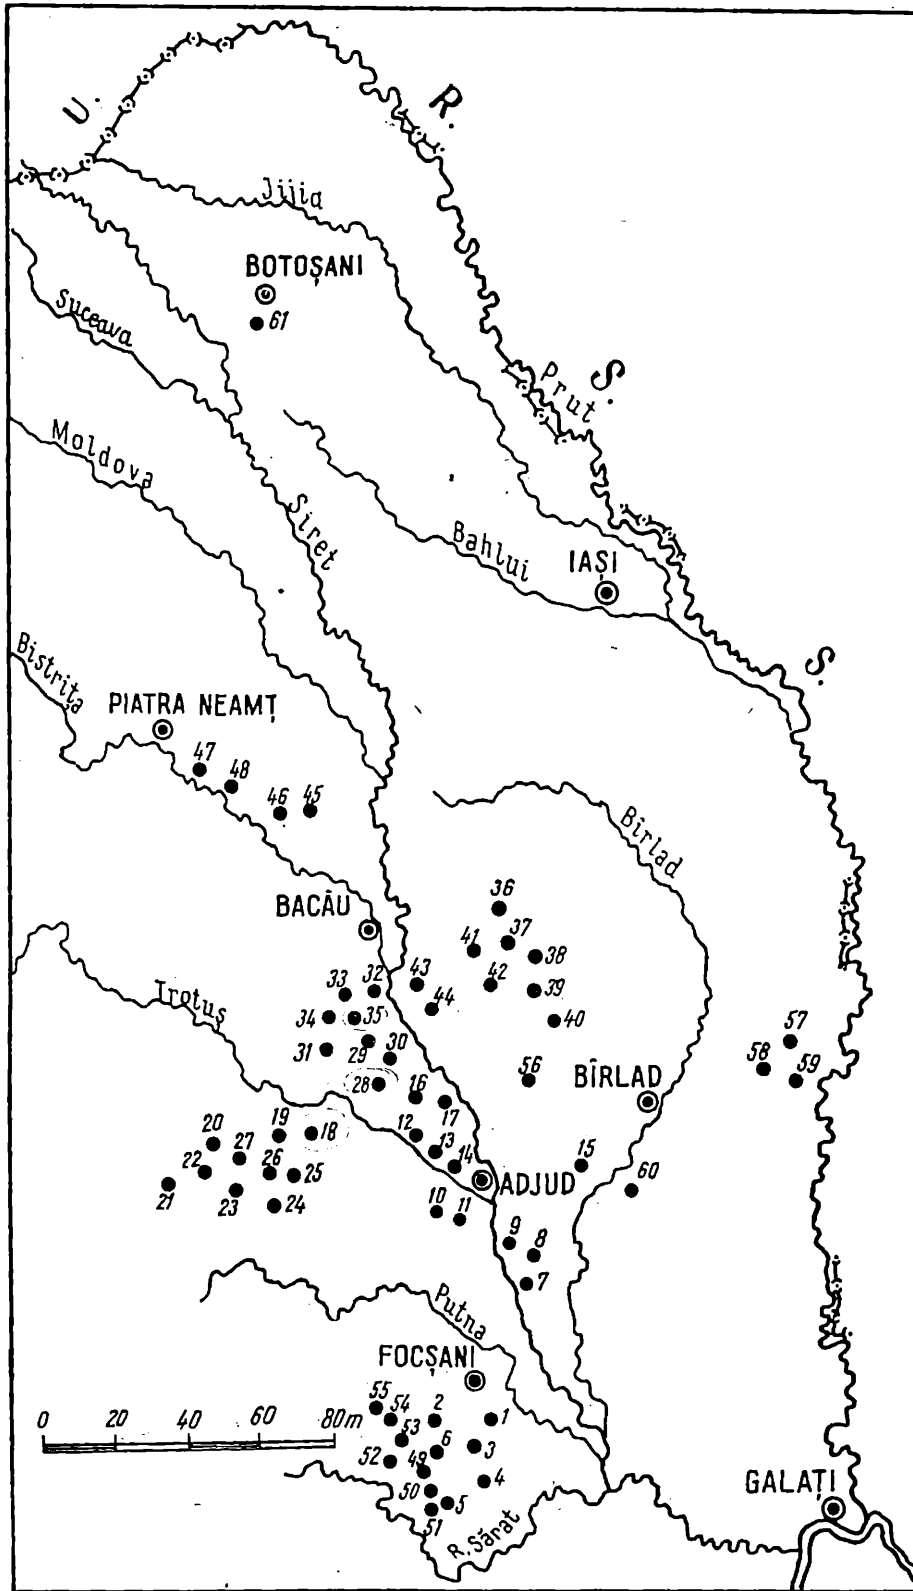 U. R. S. S.
Jijia
BOTOȘANI
61
Suceava
Prut
Moldova
Siret
Bahlui
IAȘI
Bistrița
PIATRA NEAMȚ
47
48
46 45
Bîrlad
BACĂU
36
41 37
38
Trotuș
33 32 43 42 39
34 35 44 40
31 29 30
28 56
57
58 59
16 17
BÎRLAD
20 19 18 12
27 13
22 26 25 14 15
21 23 24
ADJUD
60
10 11
9 8
7
Putna
FOCȘANI
55 54 2 1
0 20 40 60 80m
53 6 3
52 49 4
50 5
51
R. Sărat
GALAȚI